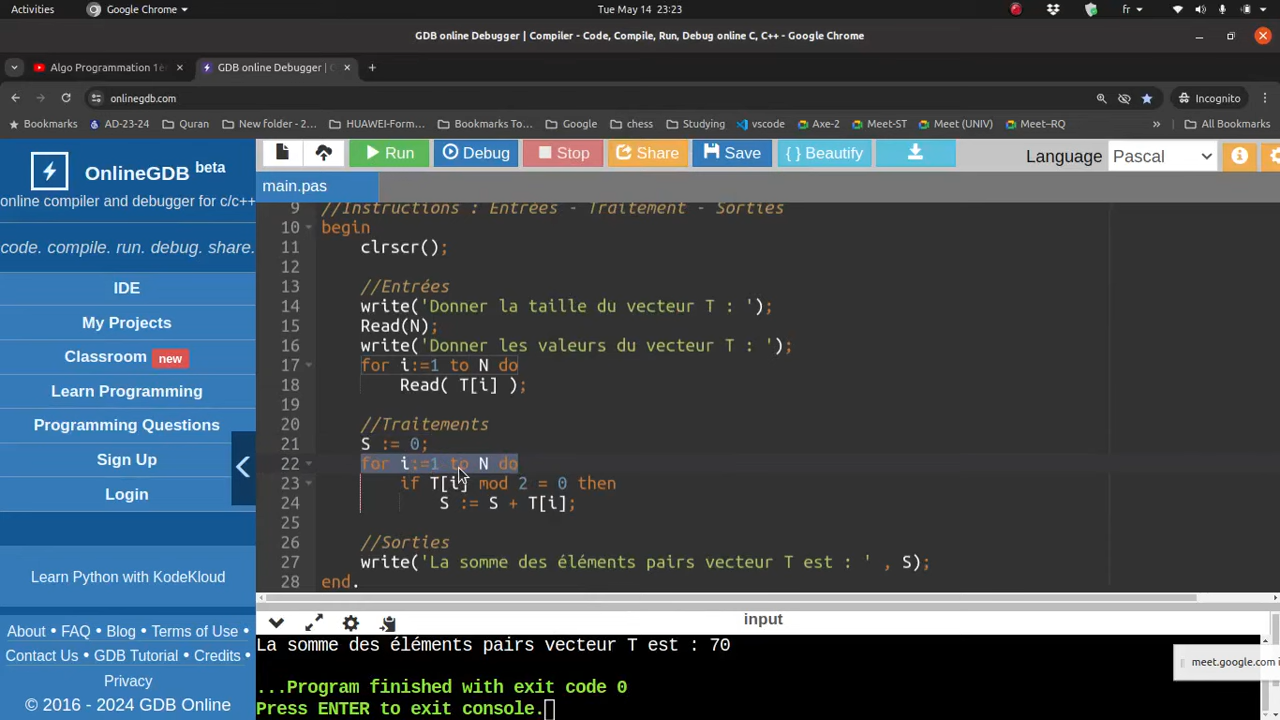 Activities Google Chrome Tue May 14 23:23 fr
GDB online Debugger | Compiler - Code, Compile, Run, Debug online C, C++ - Google Chrome
Algo Programmation 1è × GDB online Debugger | × +
onlinegdb.com Incognito
Bookmarks AD-23-24 Quran New folder - 2... HUAWEI-Form... Bookmarks To... Google chess Studying vscode Axe-2 Meet-ST Meet (UNIV) Meet–RQ » All Bookmarks
OnlineGDB beta
online compiler and debugger for c/c++
code. compile. run. debug. share.
IDE
My Projects
Classroom new
Learn Programming
Programming Questions
Sign Up
Login
Learn Python with KodeKloud
About • FAQ • Blog • Terms of Use •
Contact Us • GDB Tutorial • Credits •
Privacy
© 2016 - 2024 GDB Online
Run Debug Stop Share Save { } Beautify Language Pascal
main.pas
9 //Instructions : Entrées - Traitement - Sorties
10 begin
11 clrscr();
12
13 //Entrées
14 write('Donner la taille du vecteur T : ');
15 Read(N);
16 write('Donner les valeurs du vecteur T : ');
17 for i:=1 to N do
18 Read( T[i] );
19
20 //Traitements
21 S := 0;
22 for i:=1 to N do
23 if T[i] mod 2 = 0 then
24 S := S + T[i];
25
26 //Sorties
27 write('La somme des éléments pairs vecteur T est : ' , S);
28 end.
input
La somme des éléments pairs vecteur T est : 70
...Program finished with exit code 0
Press ENTER to exit console.
meet.google.com i